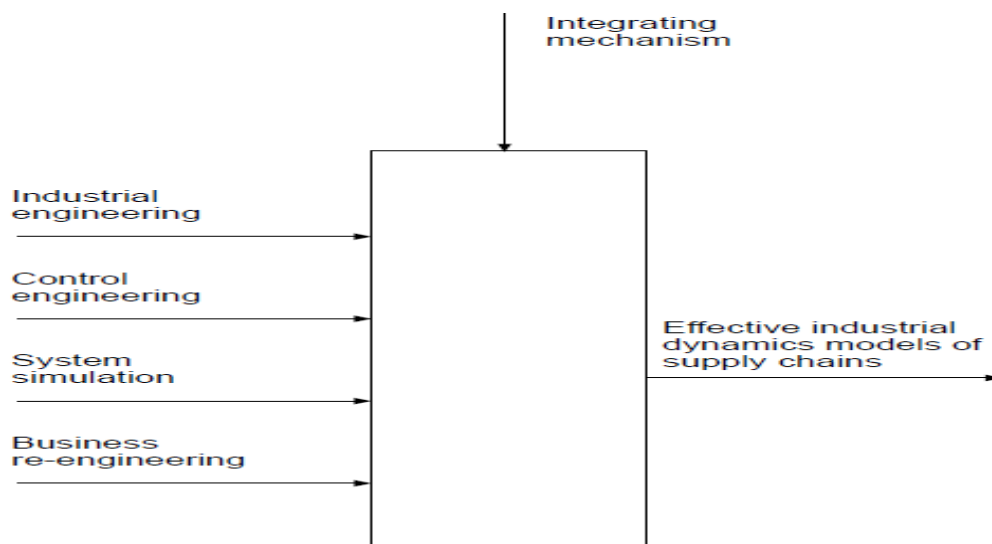 Integrating
mechanism
Industrial
engineering
Control
engineering
System
simulation
Business
re-engineering
Effective industrial
dynamics models of
supply chains